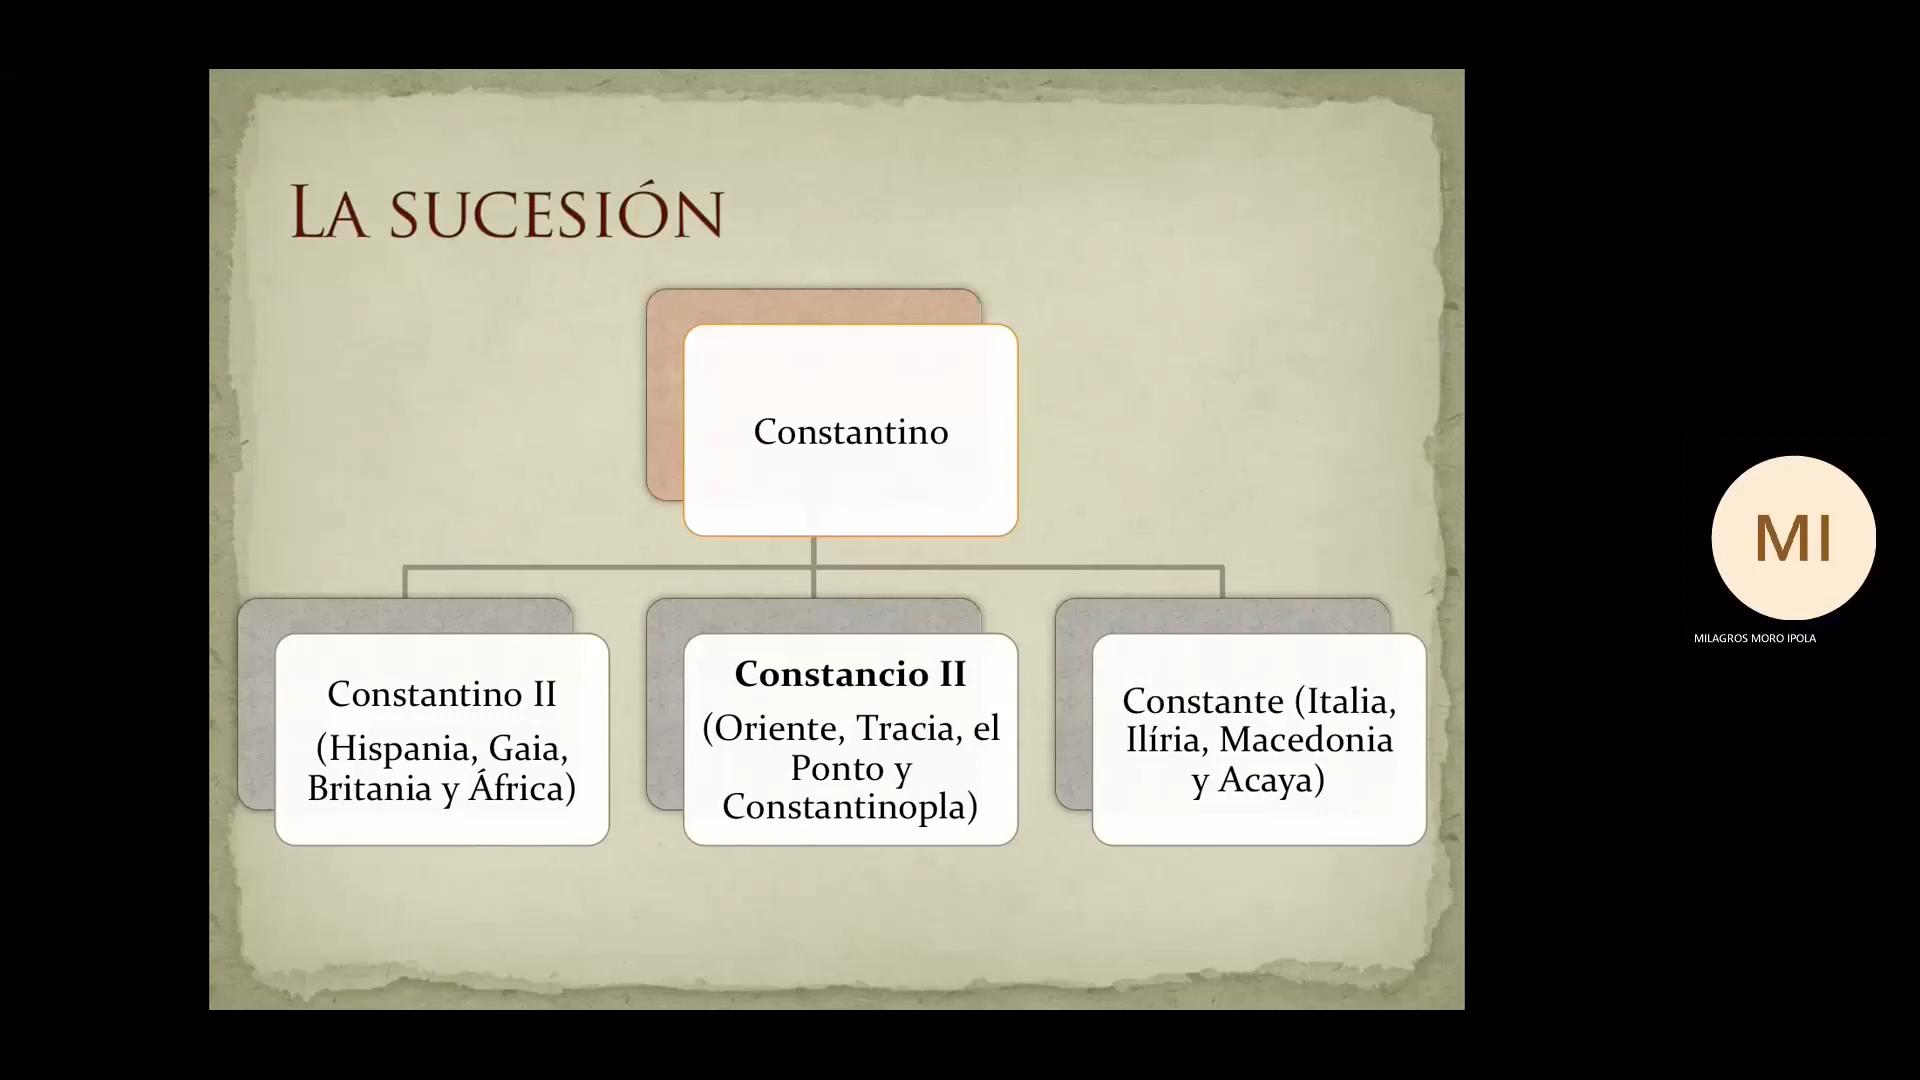 LA SUCESIÓN
Constantino
Constantino II
(Hispania, Gaia,
Britania y África)
Constancio II
(Oriente, Tracia, el
Ponto y
Constantinopla)
Constante (Italia,
Ilíria, Macedonia
y Acaya)
MI
MILAGROS MORO IPOLA